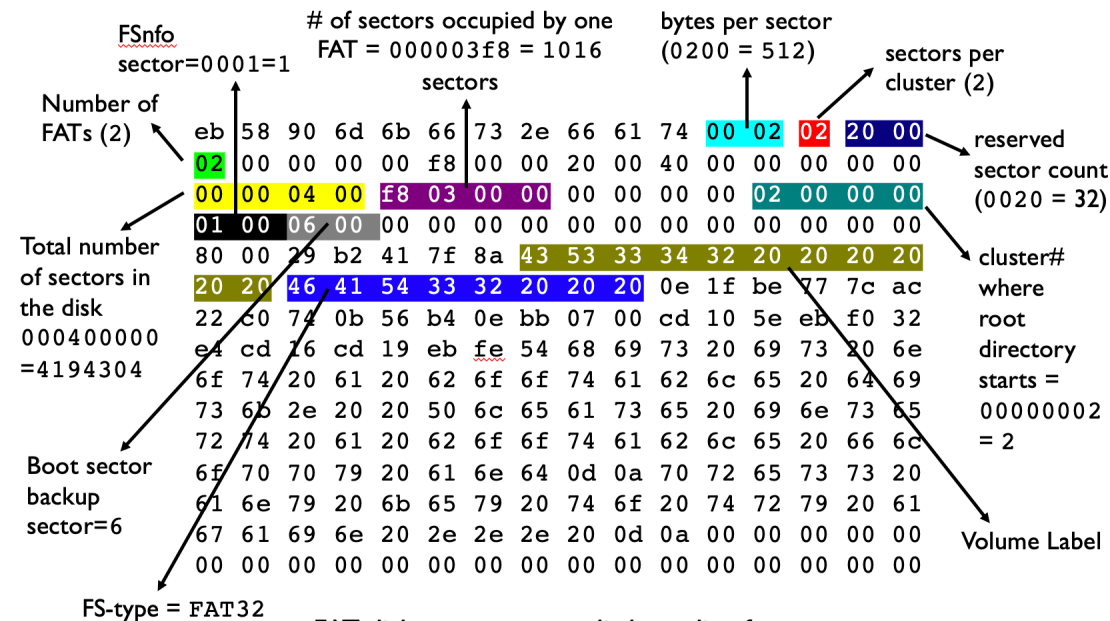 FSnfo
sector=0001=1
# of sectors occupied by one
FAT = 000003f8 = 1016
sectors
bytes per sector
(0200 = 512)
sectors per
cluster (2)
Number of
FATs (2)
eb 58 90 6d 6b 66 73 2e 66 61 74 00 02 02 20 00
02 00 00 00 00 f8 00 00 20 00 40 00 00 00 00 00
00 00 04 00 f8 03 00 00 00 00 00 00 02 00 00 00
01 00 06 00 00 00 00 00 00 00 00 00 00 00 00 00
80 00 29 b2 41 7f 8a 43 53 33 34 32 20 20 20 20
20 20 46 41 54 33 32 20 20 20 0e 1f be 77 7c ac
22 c0 74 0b 56 b4 0e bb 07 00 cd 10 5e eb f0 32
e4 cd 16 cd 19 eb fe 54 68 69 73 20 69 73 20 6e
6f 74 20 61 20 62 6f 6f 74 61 62 6c 65 20 64 69
73 6b 2e 20 20 50 6c 65 61 73 65 20 69 6e 73 65
72 74 20 61 20 62 6f 6f 74 61 62 6c 65 20 66 6c
6f 70 70 79 20 61 6e 64 0d 0a 70 72 65 73 73 20
61 6e 79 20 6b 65 79 20 74 6f 20 74 72 79 20 61
67 61 69 6e 20 2e 2e 2e 20 0d 0a 00 00 00 00 00
00 00 00 00 00 00 00 00 00 00 00 00 00 00 00 00
reserved
sector count
(0020 = 32)
Total number
of sectors in
the disk
000400000
=4194304
cluster#
where
root
directory
starts =
00000002
= 2
Boot sector
backup
sector=6
Volume Label
FS-type = FAT32